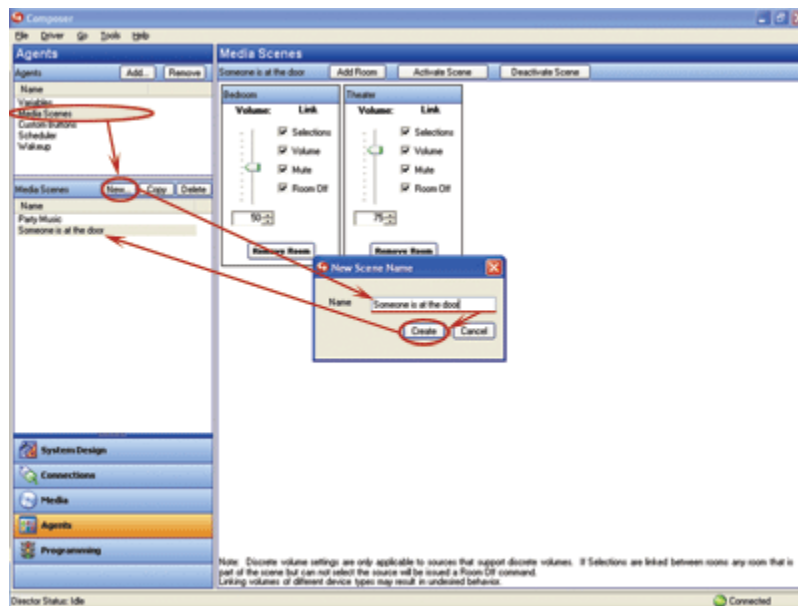 Composer
File Driver Go Tools Help
Agents
Media Scenes
Agents Add... Remove
Someone is at the door Add Room Activate Scene Deactivate Scene
Name
Variables
Media Scenes
Custom Buttons
Scheduler
Wakeup
Bedroom
Volume: Link
Selections
Volume
Mute
Room Off
50
Remove Room
Theater
Volume: Link
Selections
Volume
Mute
Room Off
75
Remove Room
Media Scenes New... Copy Delete
Name
Party Music
Someone is at the door
New Scene Name
Name Someone is at the door
Create Cancel
System Design
Connections
Media
Agents
Programming
Note: Discrete volume settings are only applicable to sources that support discrete volumes. If Selections are linked between rooms any room that is
part of the scene but can not select the source will be issued a Room Off command.
Linking volumes of different device types may result in undesired behavior.
Director Status: Idle
Connected